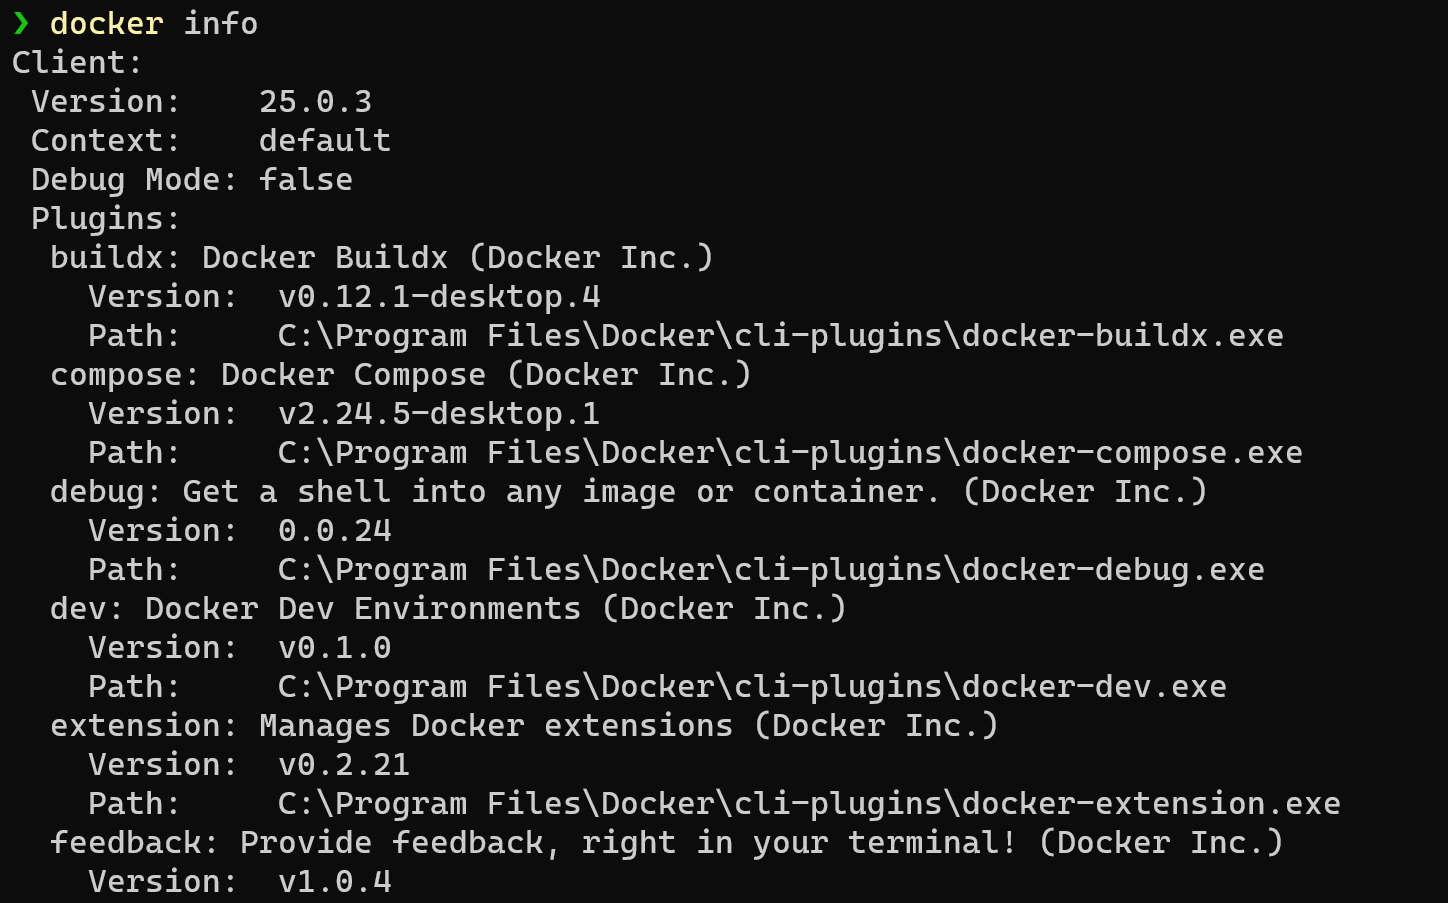 ❯ docker info
Client:
 Version:    25.0.3
 Context:    default
 Debug Mode: false
 Plugins:
  buildx: Docker Buildx (Docker Inc.)
    Version:  v0.12.1-desktop.4
    Path:     C:\Program Files\Docker\cli-plugins\docker-buildx.exe
  compose: Docker Compose (Docker Inc.)
    Version:  v2.24.5-desktop.1
    Path:     C:\Program Files\Docker\cli-plugins\docker-compose.exe
  debug: Get a shell into any image or container. (Docker Inc.)
    Version:  0.0.24
    Path:     C:\Program Files\Docker\cli-plugins\docker-debug.exe
  dev: Docker Dev Environments (Docker Inc.)
    Version:  v0.1.0
    Path:     C:\Program Files\Docker\cli-plugins\docker-dev.exe
  extension: Manages Docker extensions (Docker Inc.)
    Version:  v0.2.21
    Path:     C:\Program Files\Docker\cli-plugins\docker-extension.exe
  feedback: Provide feedback, right in your terminal! (Docker Inc.)
    Version:  v1.0.4